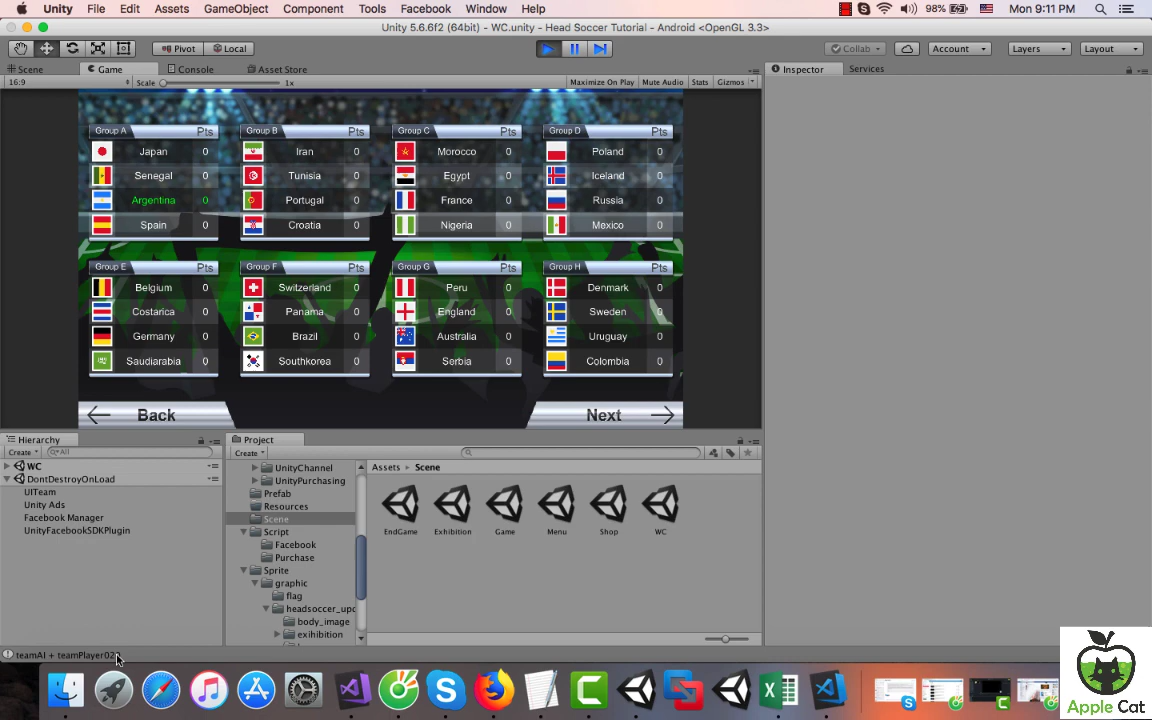 Unity File Edit Assets GameObject Component Tools Facebook Window Help 98% Mon 9:11 PM
Unity 5.6.6f2 (64bit) - WC.unity - Head Soccer Tutorial - Android <OpenGL 3.3>
Pivot Local Collab Account Layers Layout
Scene Game Console Asset Store Inspector Services
16:9 Scale 1x Maximize On Play Mute Audio Stats Gizmos
Group A Pts Group B Pts Group C Pts Group D Pts
Japan 0 Iran 0 Morocco 0 Poland 0
Senegal 0 Tunisia 0 Egypt 0 Iceland 0
Argentina 0 Portugal 0 France 0 Russia 0
Spain 0 Croatia 0 Nigeria 0 Mexico 0
Group E Pts Group F Pts Group G Pts Group H Pts
Belgium 0 Switzerland 0 Peru 0 Denmark 0
Costarica 0 Panama 0 England 0 Sweden 0
Germany 0 Brazil 0 Australia 0 Uruguay 0
Saudiarabia 0 Southkorea 0 Serbia 0 Colombia 0
Back Next
Hierarchy Project
Create All Create
WC UnityChannel Assets Scene
DontDestroyOnLoad UnityPurchasing
UITeam Prefab
Unity Ads Resources
Facebook Manager Scene
UnityFacebookSDKPlugin Script EndGame Exhibition Game Menu Shop WC
Facebook
Purchase
Sprite
graphic
flag
headsoccer_upd
body_image
exihibition
teamAI + teamPlayer02
Apple Cat